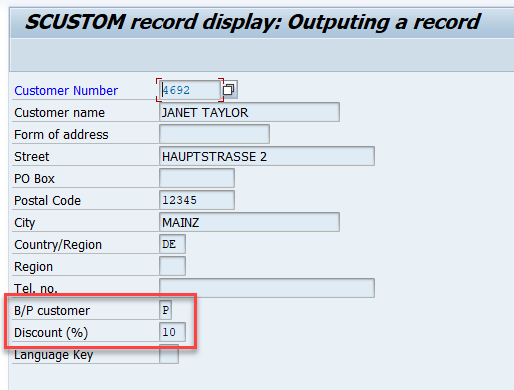 SCUSTOM record display: Outputing a record
Customer Number 4692
Customer name JANET TAYLOR
Form of address
Street HAUPTSTRASSE 2
PO Box
Postal Code 12345
City MAINZ
Country/Region DE
Region
Tel. no.
B/P customer P
Discount (%) 10
Language Key